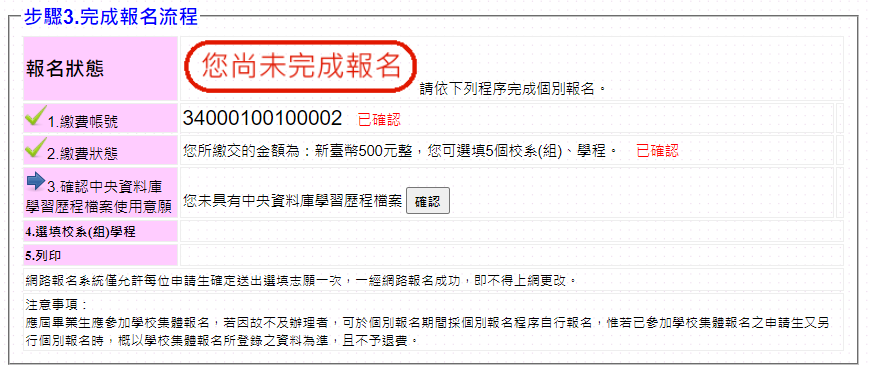 步驟3.完成報名流程
報名狀態
您尚未完成報名 請依下列程序完成個別報名。
1.繳費帳號 34000100100002 已確認
2.繳費狀態 您所繳交的金額為：新臺幣500元整，您可選填5個校系(組)、學程。 已確認
3.確認中央資料庫
學習歷程檔案使用意願
您未具有中央資料庫學習歷程檔案 確認
4.選填校系(組)學程
5.列印
網路報名系統僅允許每位申請生確定送出選填志願一次，一經網路報名成功，即不得上網更改。
注意事項：
應屆畢業生應參加學校集體報名，若因故不及辦理者，可於個別報名期間採個別報名程序自行報名，惟若已參加學校集體報名之申請生又另
行個別報名時，概以學校集體報名所登錄之資料為準，且不予退費。